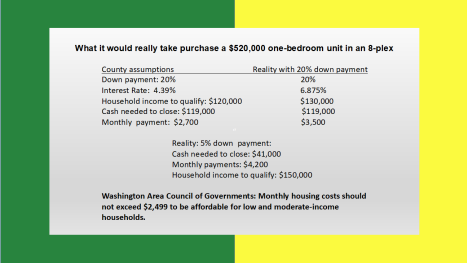 What it would really take purchase a $520,000 one-bedroom unit in an 8-plex
County assumptions Reality with 20% down payment
Down payment: 20% 20%
Interest Rate: 4.39% 6.875%
Household income to qualify: $120,000 $130,000
Cash needed to close: $119,000 $119,000
Monthly payment: $2,700 $3,500
Reality: 5% down payment:
Cash needed to close: $41,000
Monthly payments: $4,200
Household income to qualify: $150,000
Washington Area Council of Governments: Monthly housing costs should
not exceed $2,499 to be affordable for low and moderate-income
households.